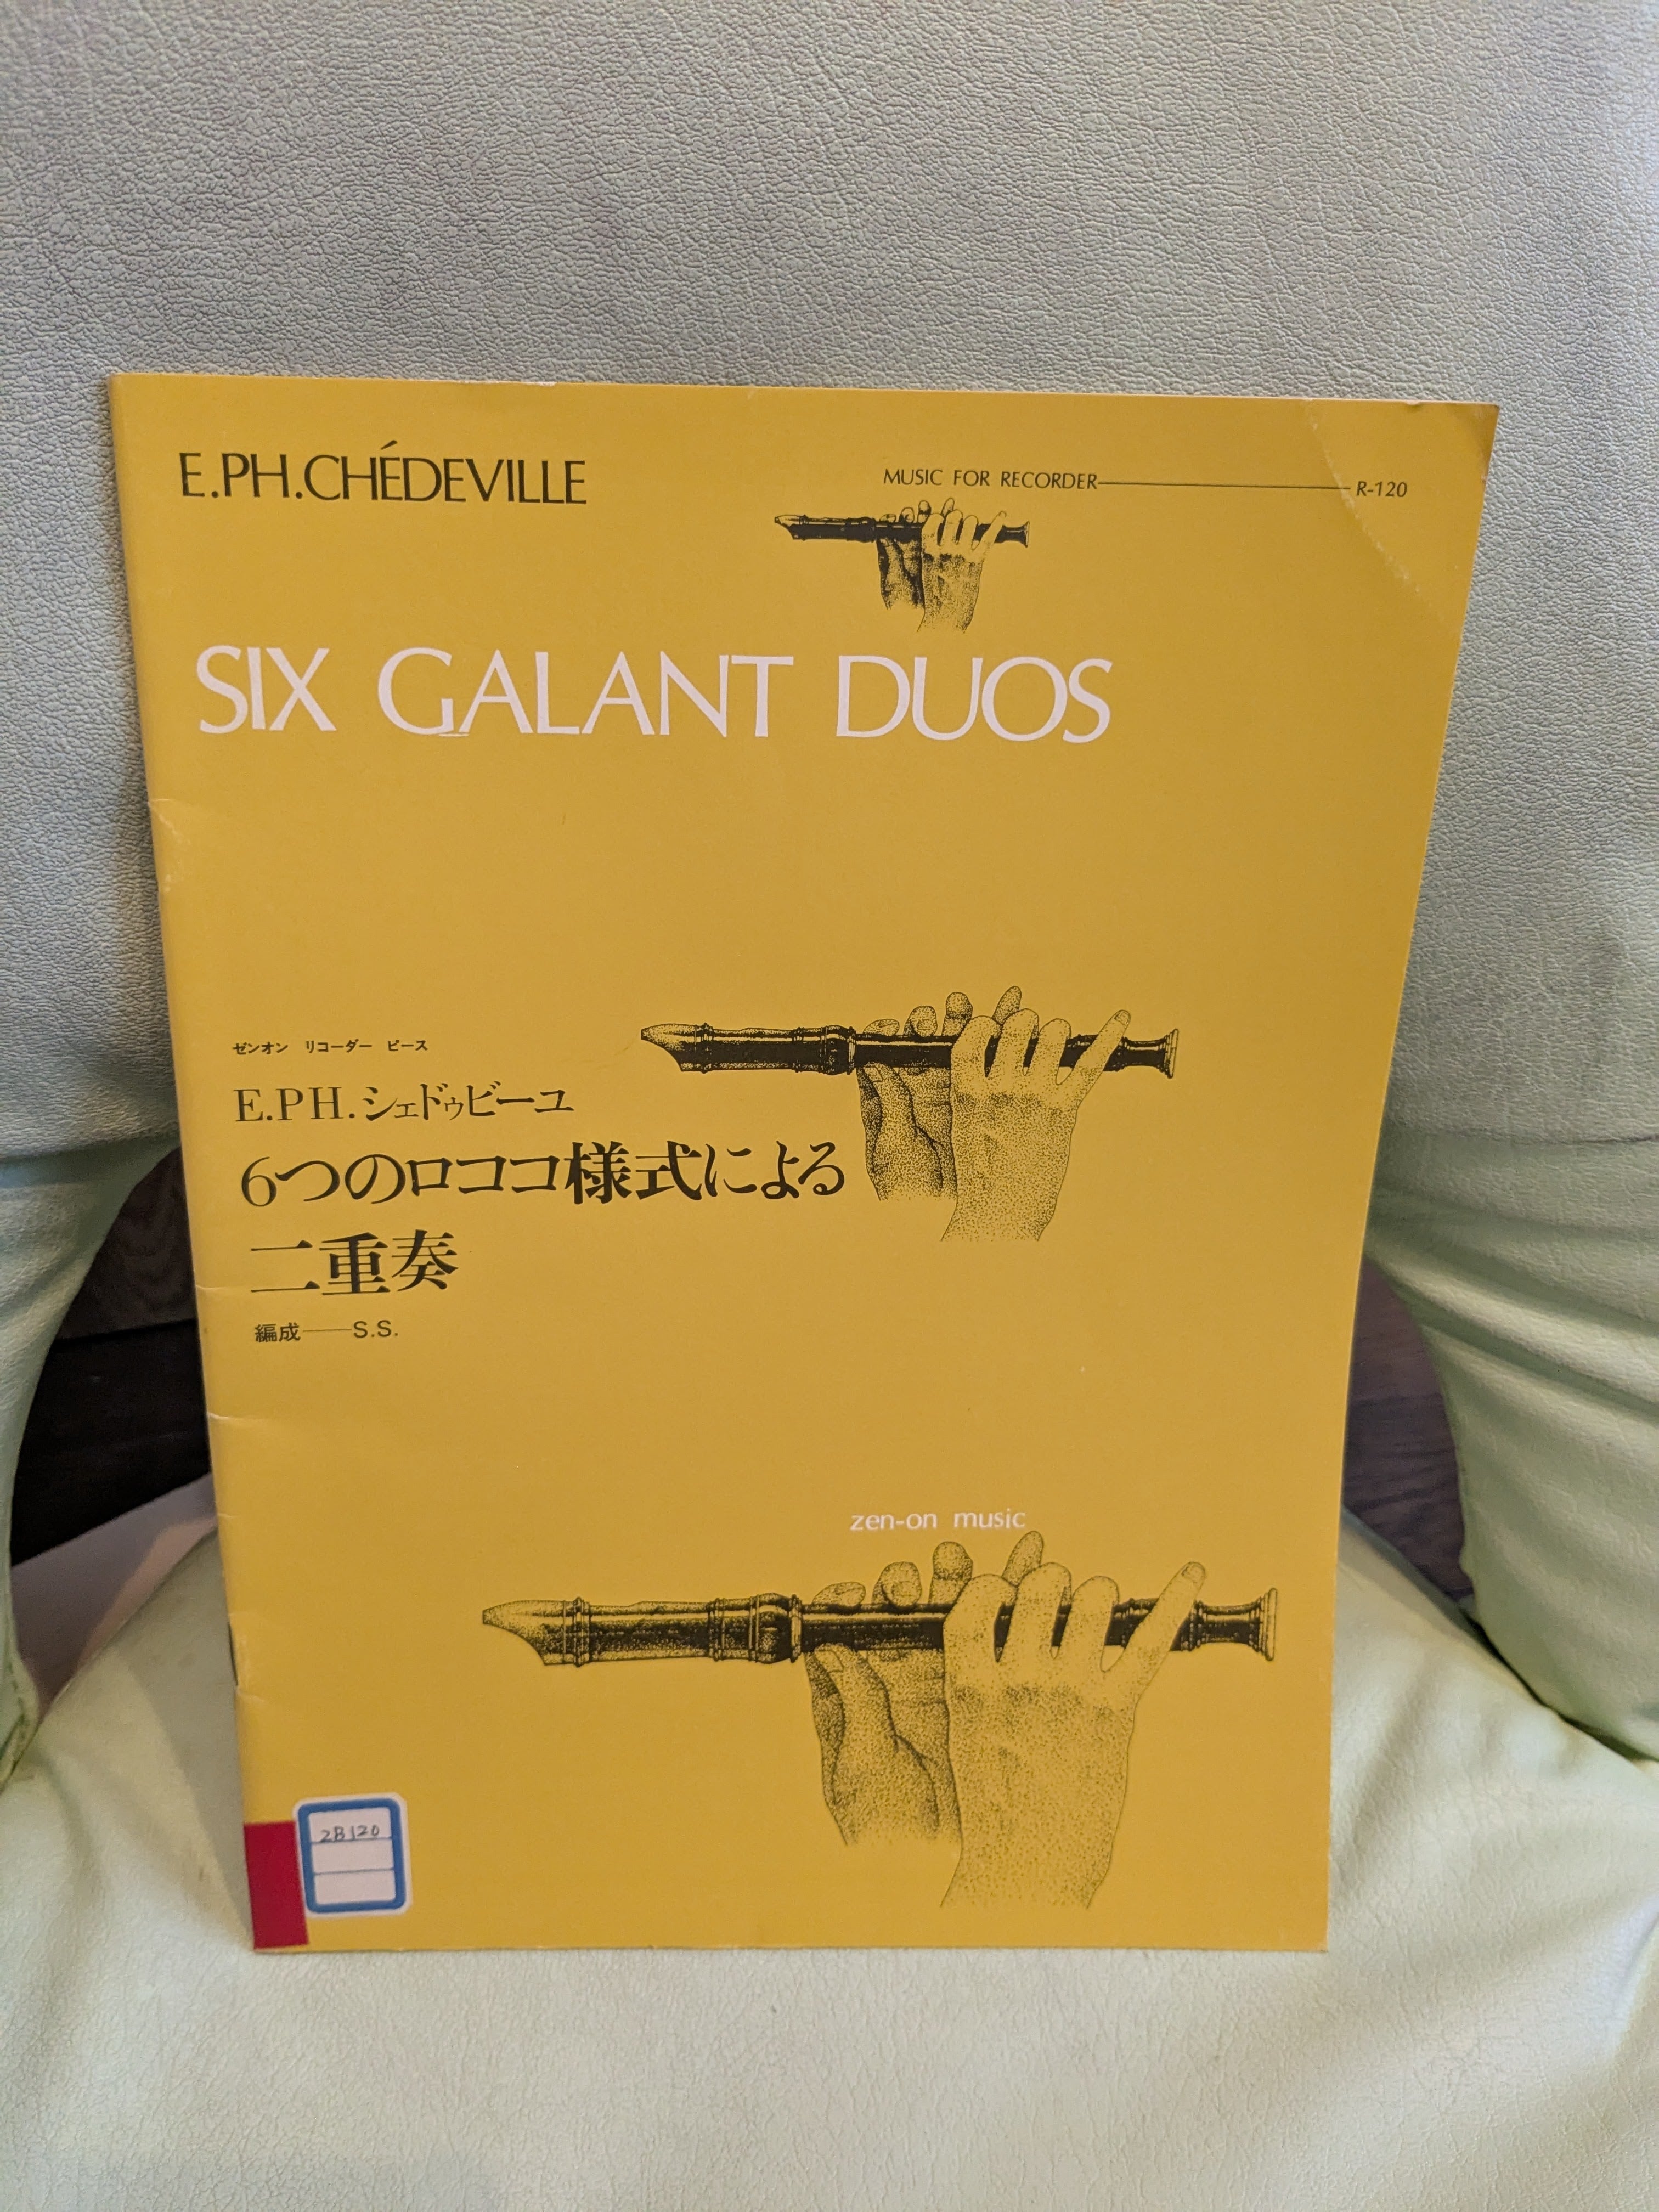 E.PH.CHÉDEVILLE
MUSIC FOR RECORDER
R-120
SIX GALANT DUOS
ゼンオン リコーダー ピース
E.PH.シェドゥビーユ
6つのロココ様式による
二重奏
編成――S.S.
zen-on music
2B120